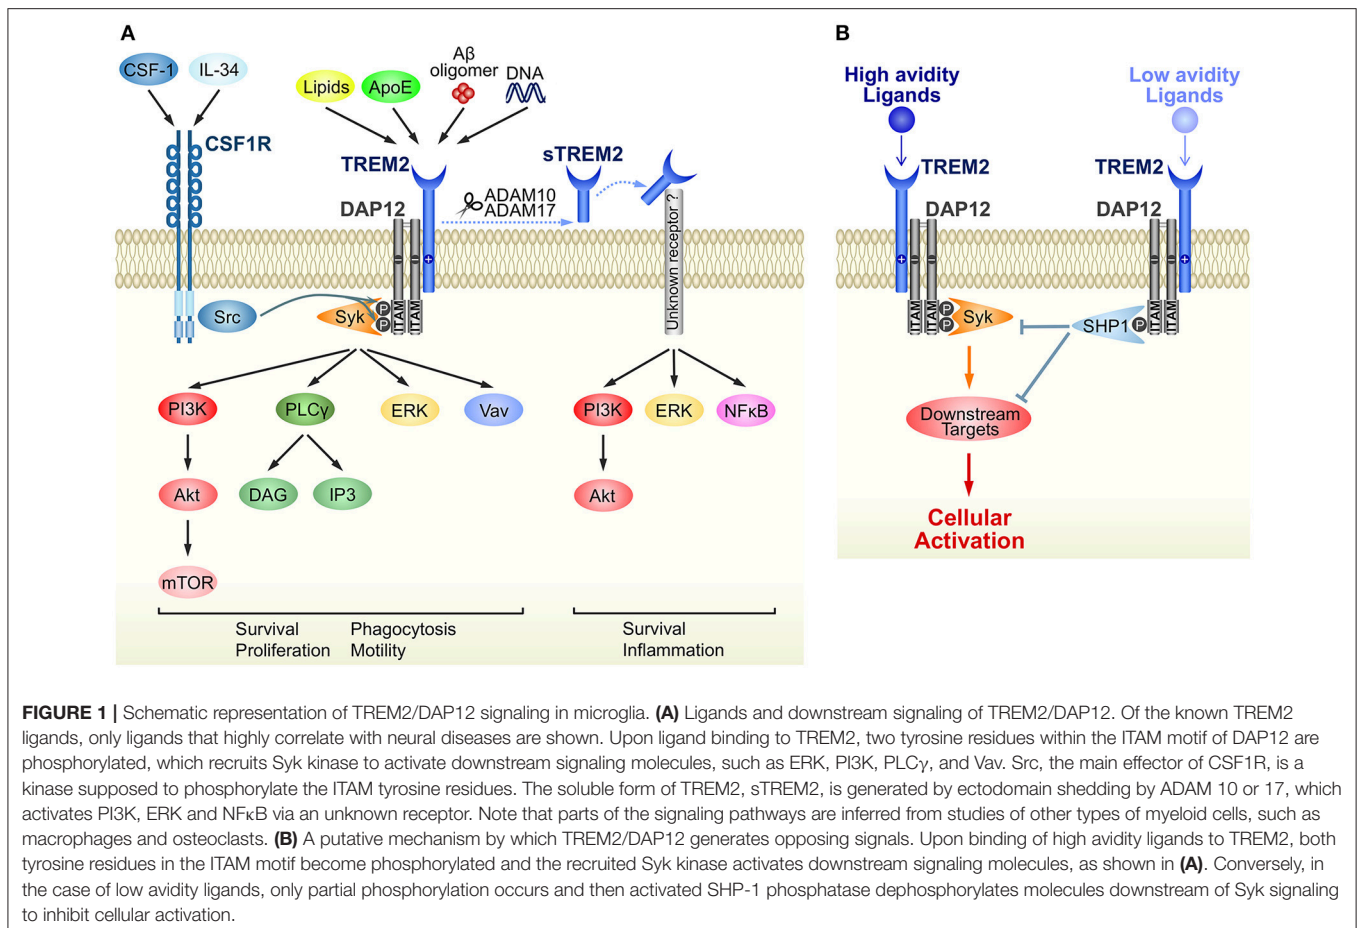 A
CSF-1
IL-34
Lipids
ApoE
Aβ
oligomer
DNA
CSF1R
TREM2
sTREM2
ADAM10
ADAM17
DAP12
Unknown receptor ?
Src
Syk
P
P
ITAM
ITAM
PI3K
PLCγ
ERK
Vav
PI3K
ERK
NFκB
Akt
DAG
IP3
Akt
mTOR
Survival
Proliferation
Phagocytosis
Motility
Survival
Inflammation
B
High avidity
Ligands
Low avidity
Ligands
TREM2
TREM2
DAP12
DAP12
ITAM
ITAM
P
P
Syk
SHP1
P
ITAM
ITAM
Downstream
Targets
Cellular
Activation
FIGURE 1 | Schematic representation of TREM2/DAP12 signaling in microglia. (A) Ligands and downstream signaling of TREM2/DAP12. Of the known TREM2
ligands, only ligands that highly correlate with neural diseases are shown. Upon ligand binding to TREM2, two tyrosine residues within the ITAM motif of DAP12 are
phosphorylated, which recruits Syk kinase to activate downstream signaling molecules, such as ERK, PI3K, PLCγ, and Vav. Src, the main effector of CSF1R, is a
kinase supposed to phosphorylate the ITAM tyrosine residues. The soluble form of TREM2, sTREM2, is generated by ectodomain shedding by ADAM 10 or 17, which
activates PI3K, ERK and NFκB via an unknown receptor. Note that parts of the signaling pathways are inferred from studies of other types of myeloid cells, such as
macrophages and osteoclasts. (B) A putative mechanism by which TREM2/DAP12 generates opposing signals. Upon binding of high avidity ligands to TREM2, both
tyrosine residues in the ITAM motif become phosphorylated and the recruited Syk kinase activates downstream signaling molecules, as shown in (A). Conversely, in
the case of low avidity ligands, only partial phosphorylation occurs and then activated SHP-1 phosphatase dephosphorylates molecules downstream of Syk signaling
to inhibit cellular activation.